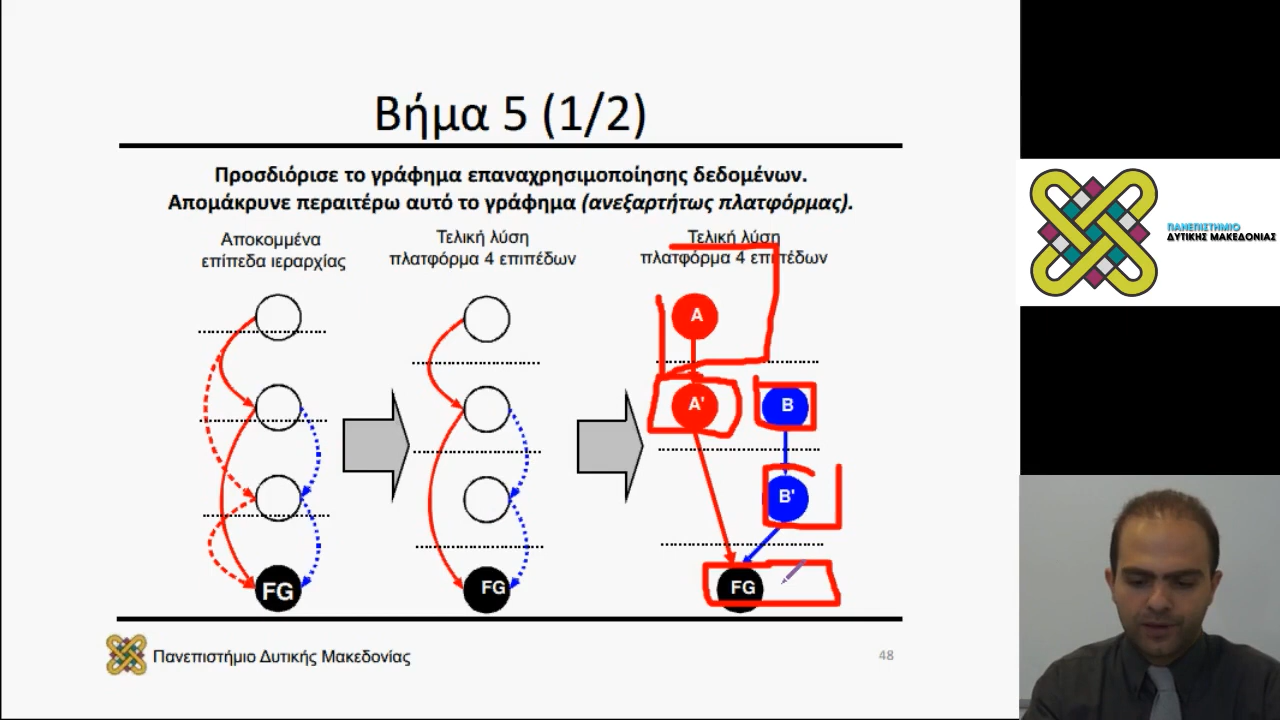 Βήμα 5 (1/2)
Προσδιόρισε το γράφημα επαναχρησιμοποίησης δεδομένων.
Απομάκρυνε περαιτέρω αυτό το γράφημα (ανεξαρτήτως πλατφόρμας).
Αποκομμένα
επίπεδα ιεραρχίας
Τελική λύση
πλατφόρμα 4 επιπέδων
Τελική λύση
πλατφόρμα 4 επιπέδων
A
A'
B
B'
FG
FG
FG
Πανεπιστήμιο Δυτικής Μακεδονίας
48
ΠΑΝΕΠΙΣΤΗΜΙΟ
ΔΥΤΙΚΗΣ ΜΑΚΕΔΟΝΙΑΣ